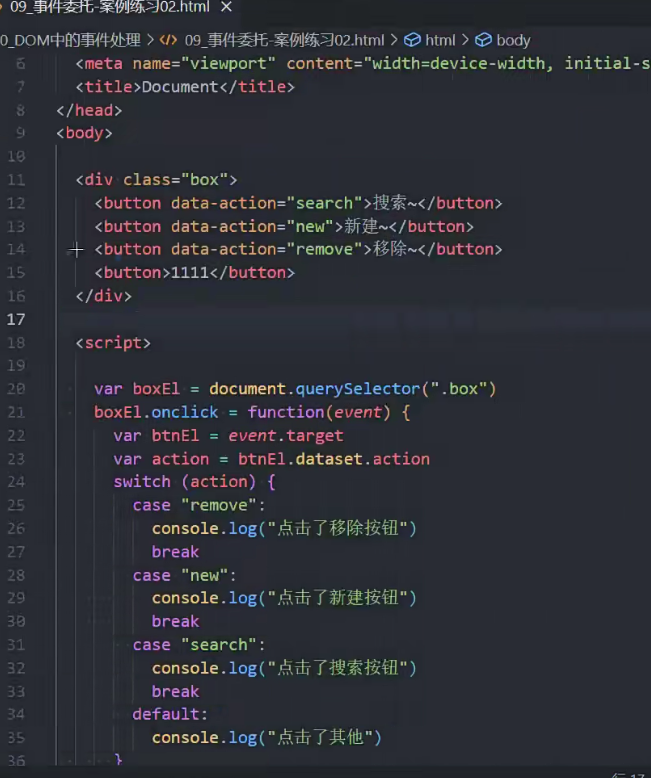 09_事件委托-案例练习02.html ×
0_DOM中的事件处理 > </> 09_事件委托-案例练习02.html > html > body
6 <meta name="viewport" content="width=device-width, initial-s
7 <title>Document</title>
8 </head>
9 <body>
10
11 <div class="box">
12 <button data-action="search">搜索~</button>
13 <button data-action="new">新建~</button>
14 <button data-action="remove">移除~</button>
15 <button>1111</button>
16 </div>
17
18 <script>
19
20 var boxEl = document.querySelector(".box")
21 boxEl.onclick = function(event) {
22 var btnEl = event.target
23 var action = btnEl.dataset.action
24 switch (action) {
25 case "remove":
26 console.log("点击了移除按钮")
27 break
28 case "new":
29 console.log("点击了新建按钮")
30 break
31 case "search":
32 console.log("点击了搜索按钮")
33 break
34 default:
35 console.log("点击了其他")
36 }